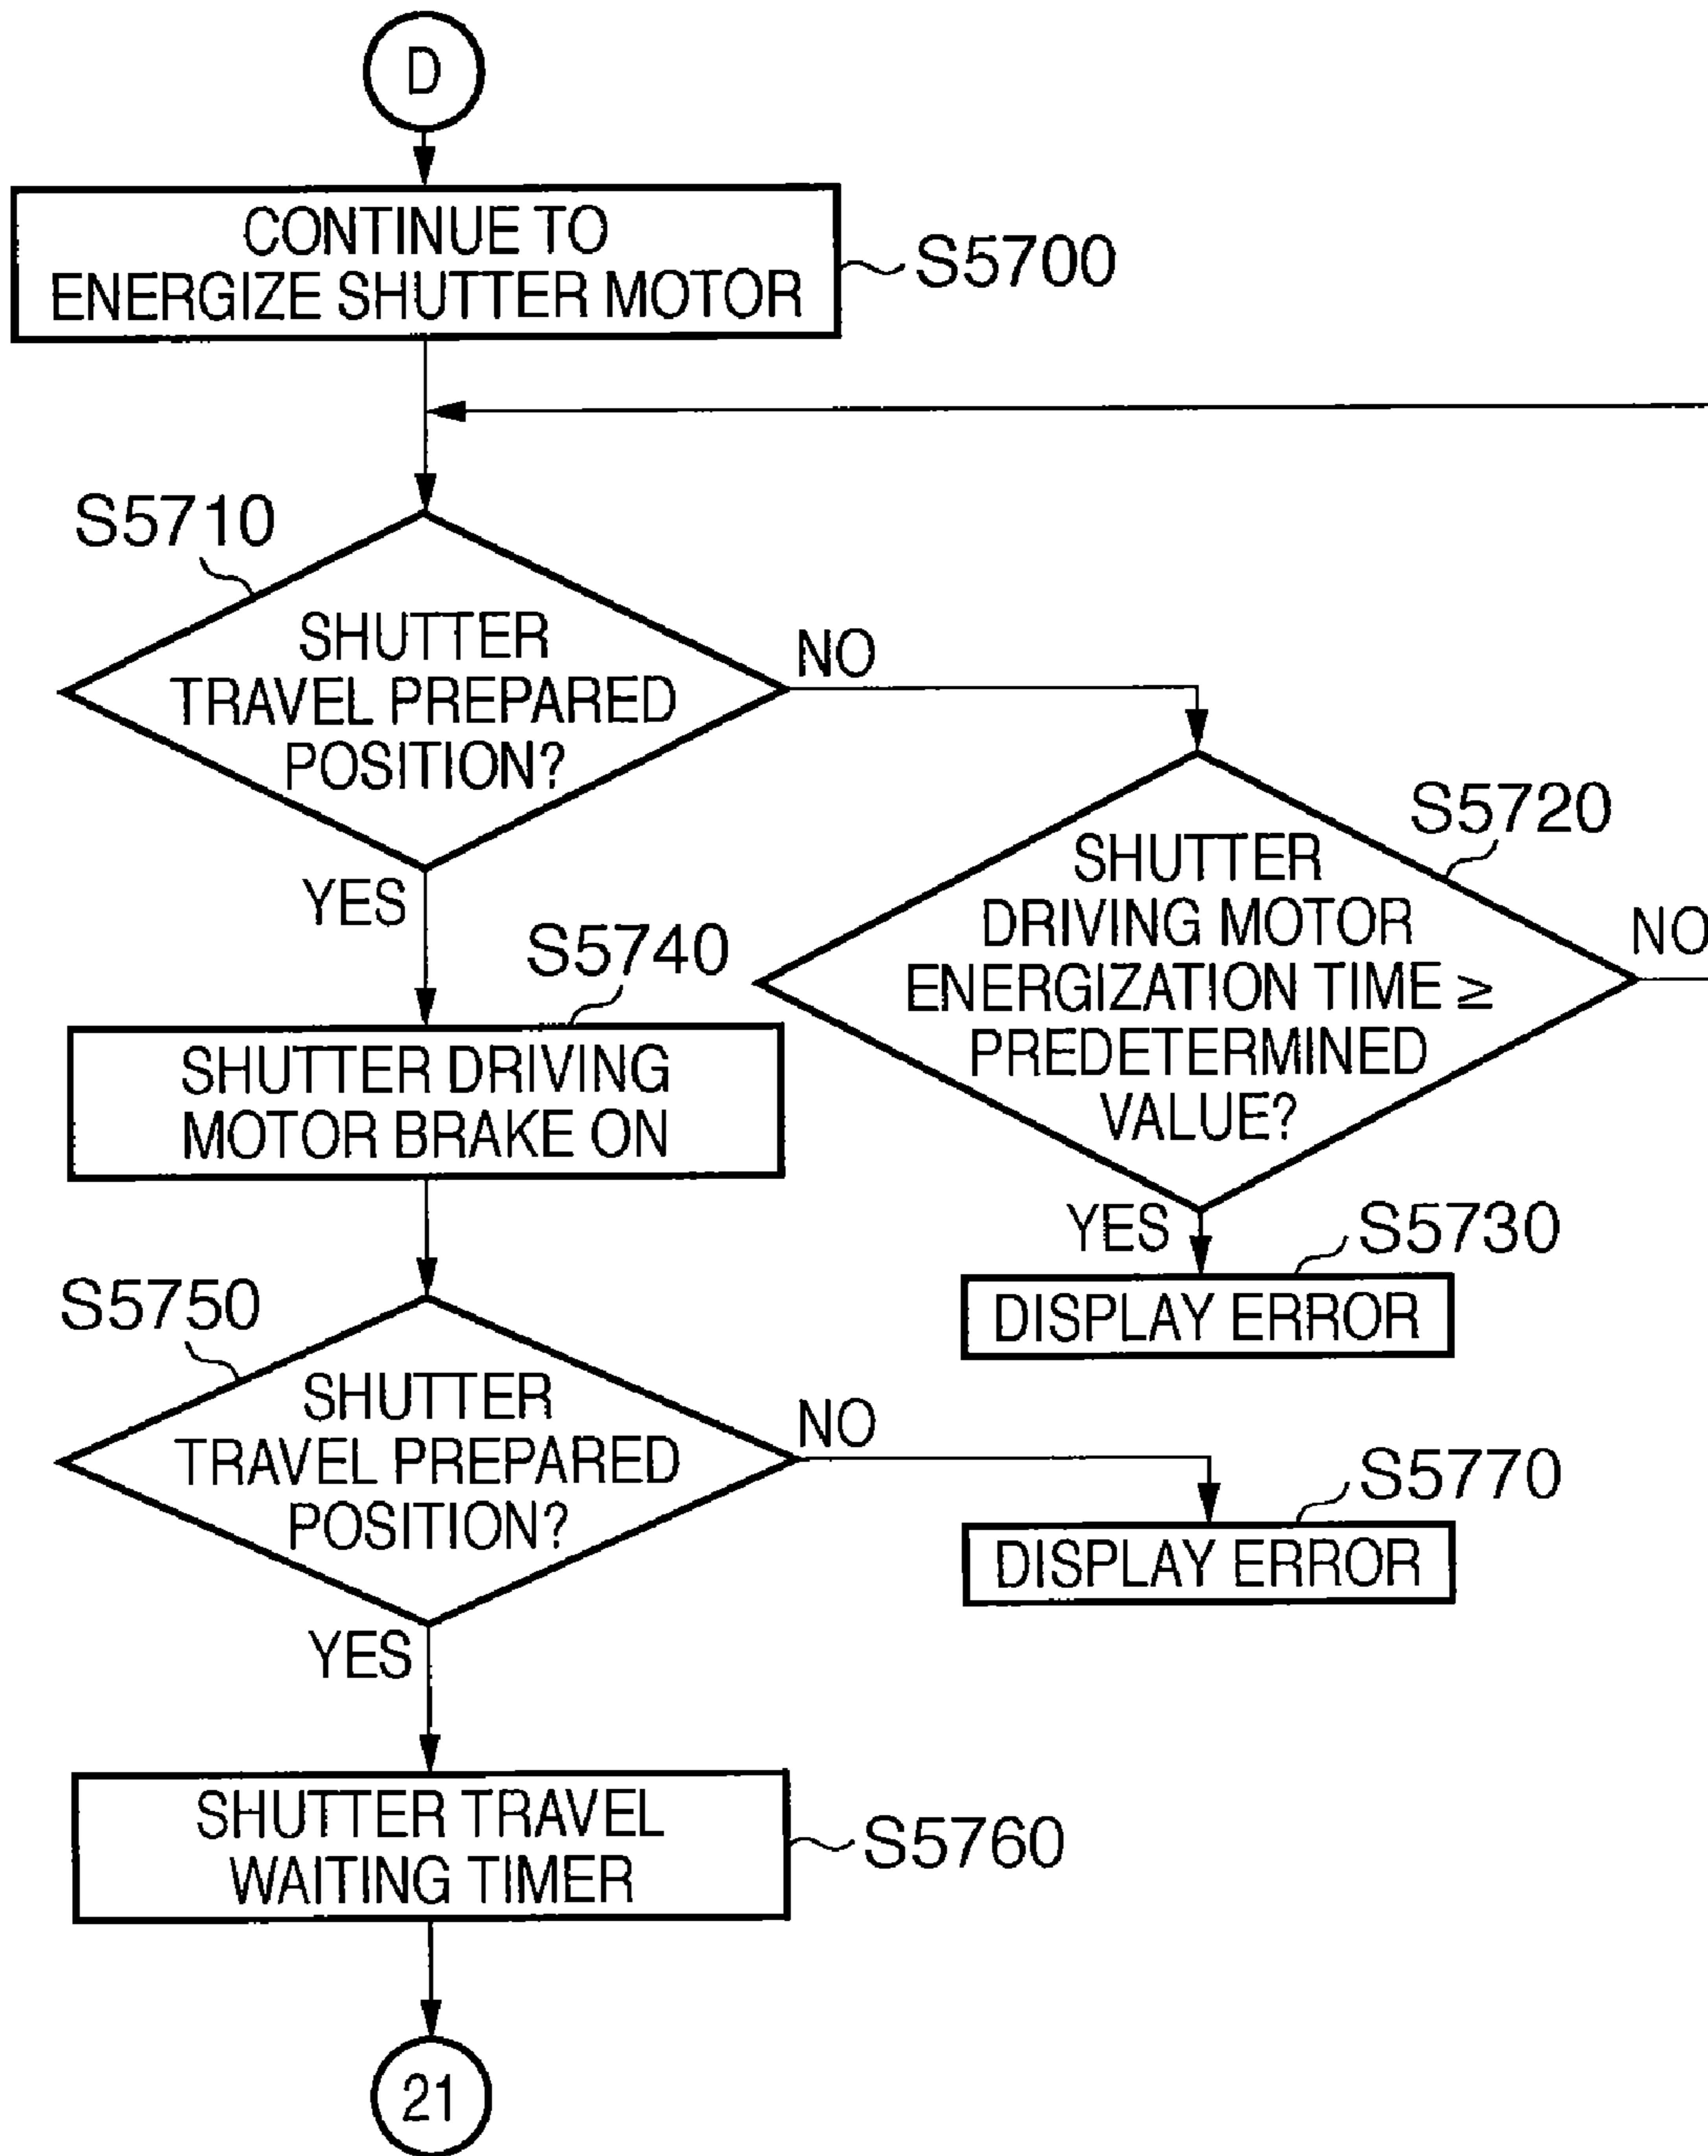 D
CONTINUE TO
ENERGIZE SHUTTER MOTOR
S5700
S5710
SHUTTER
TRAVEL PREPARED
POSITION?
NO
YES
S5720
SHUTTER
DRIVING MOTOR
ENERGIZATION TIME ≥
PREDETERMINED
VALUE?
NO
YES
S5730
DISPLAY ERROR
S5740
SHUTTER DRIVING
MOTOR BRAKE ON
S5750
SHUTTER
TRAVEL PREPARED
POSITION?
NO
YES
S5770
DISPLAY ERROR
SHUTTER TRAVEL
WAITING TIMER
S5760
21